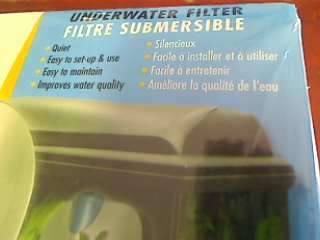 UNDERWATER FILTER
FILTRE SUBMERSIBLE
• Quiet
• Easy to set-up & use
• Easy to maintain
• Improves water quality
• Silencieux
• Facile à installer et à utiliser
• Facile à entretenir
• Améliore la qualité de l'eau